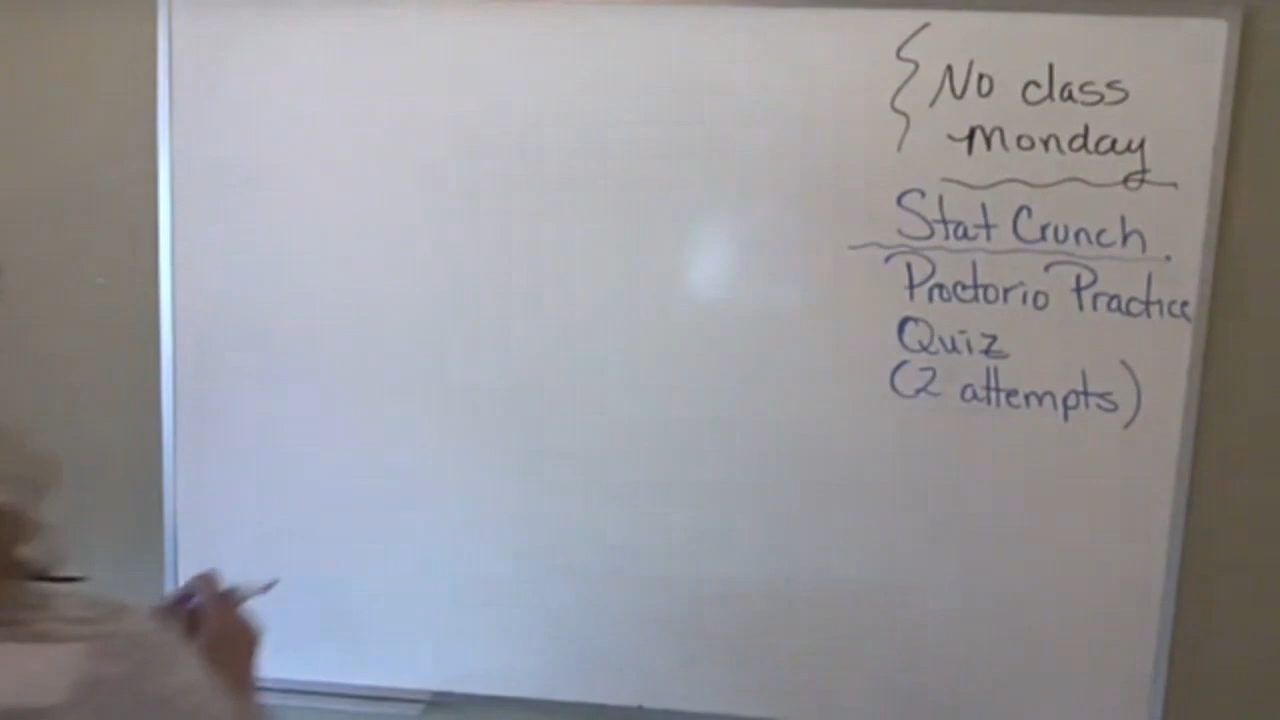 No class
Monday
Stat Crunch
Proctorio Practice
Quiz
(2 attempts)